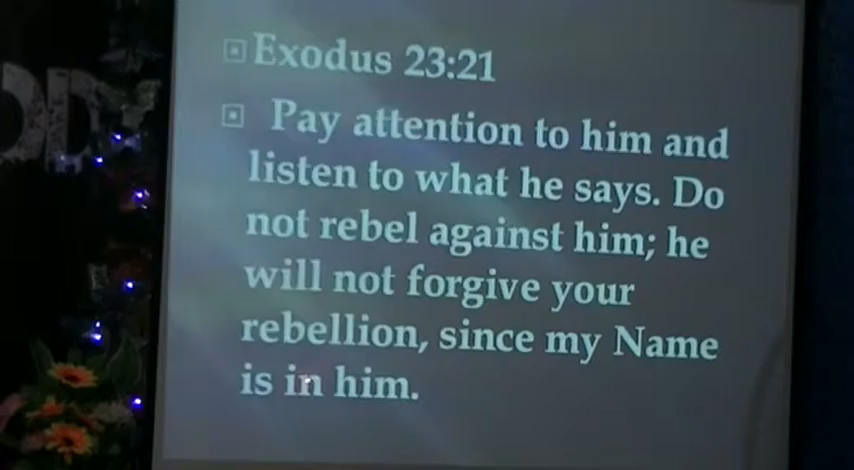 ODY
Exodus 23:21
Pay attention to him and
listen to what he says. Do
not rebel against him; he
will not forgive your
rebellion, since my Name
is in him.